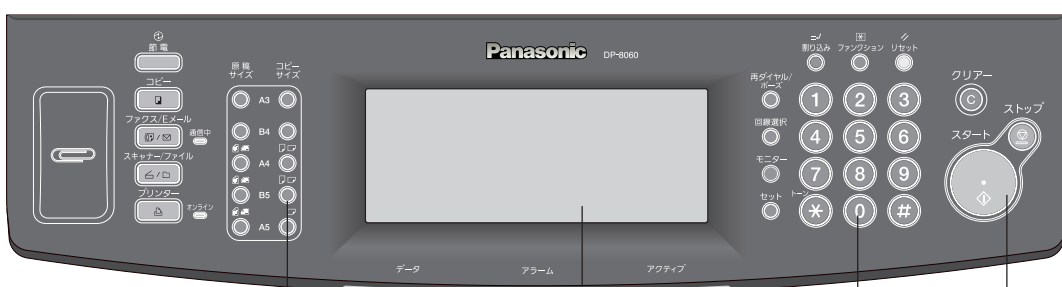 Panasonic DP-8060
節電
コピー
ファクス/Eメール
通信中
スキャナー/ファイル
プリンター
オンライン
原稿サイズ
コピーサイズ
A3
B4
A4
B5
A5
データ
アラーム
アクティブ
割り込み
ファンクション
リセット
再ダイヤル/
ポーズ
回線選択
モニター
セット
トーン
1 2 3
4 5 6
7 8 9
* 0 #
クリアー
C
ストップ
スタート